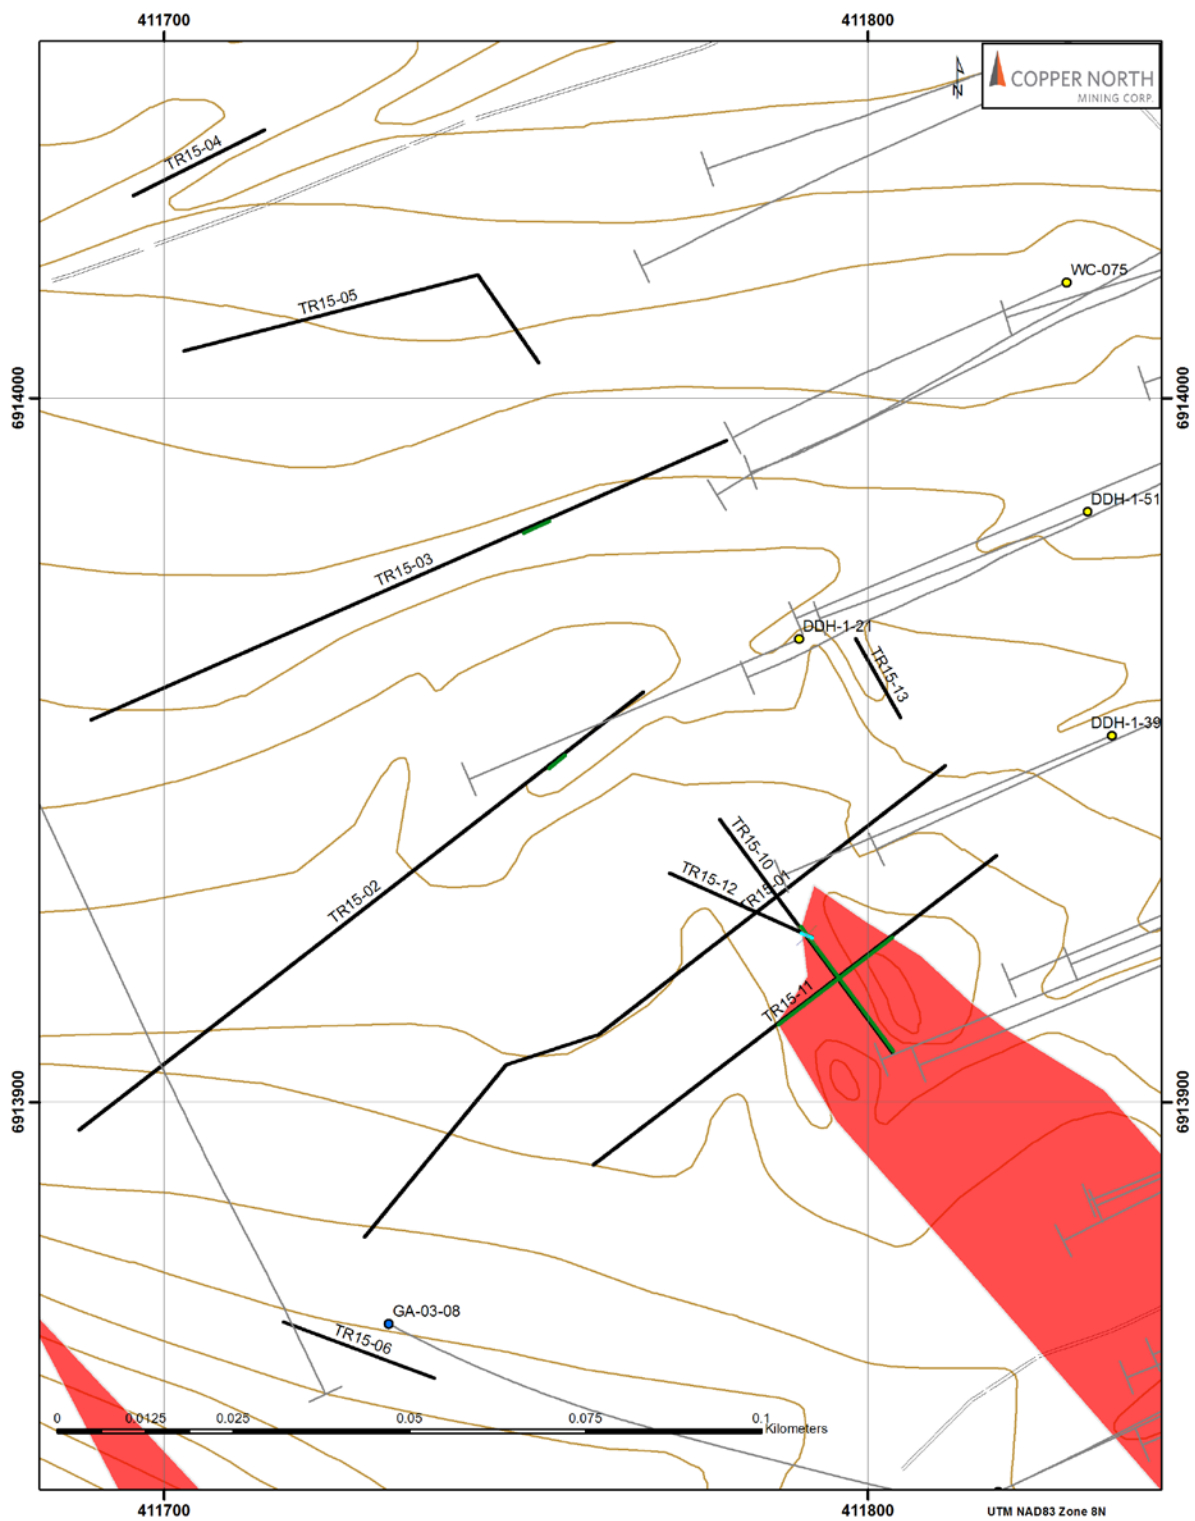 411700
411800
COPPER NORTH
MINING CORP.
N
TR15-04
WC-075
TR15-05
6914000
6914000
DDH-1-51
TR15-03
DDH-1-21
TR15-13
DDH-1-39
TR15-10
TR15-12
TR15-01
TR15-02
TR15-11
6913900
6913900
GA-03-08
TR15-06
0
0.0125
0.025
0.05
0.075
0.1
Kilometers
411700
411800
UTM NAD83 Zone 8N